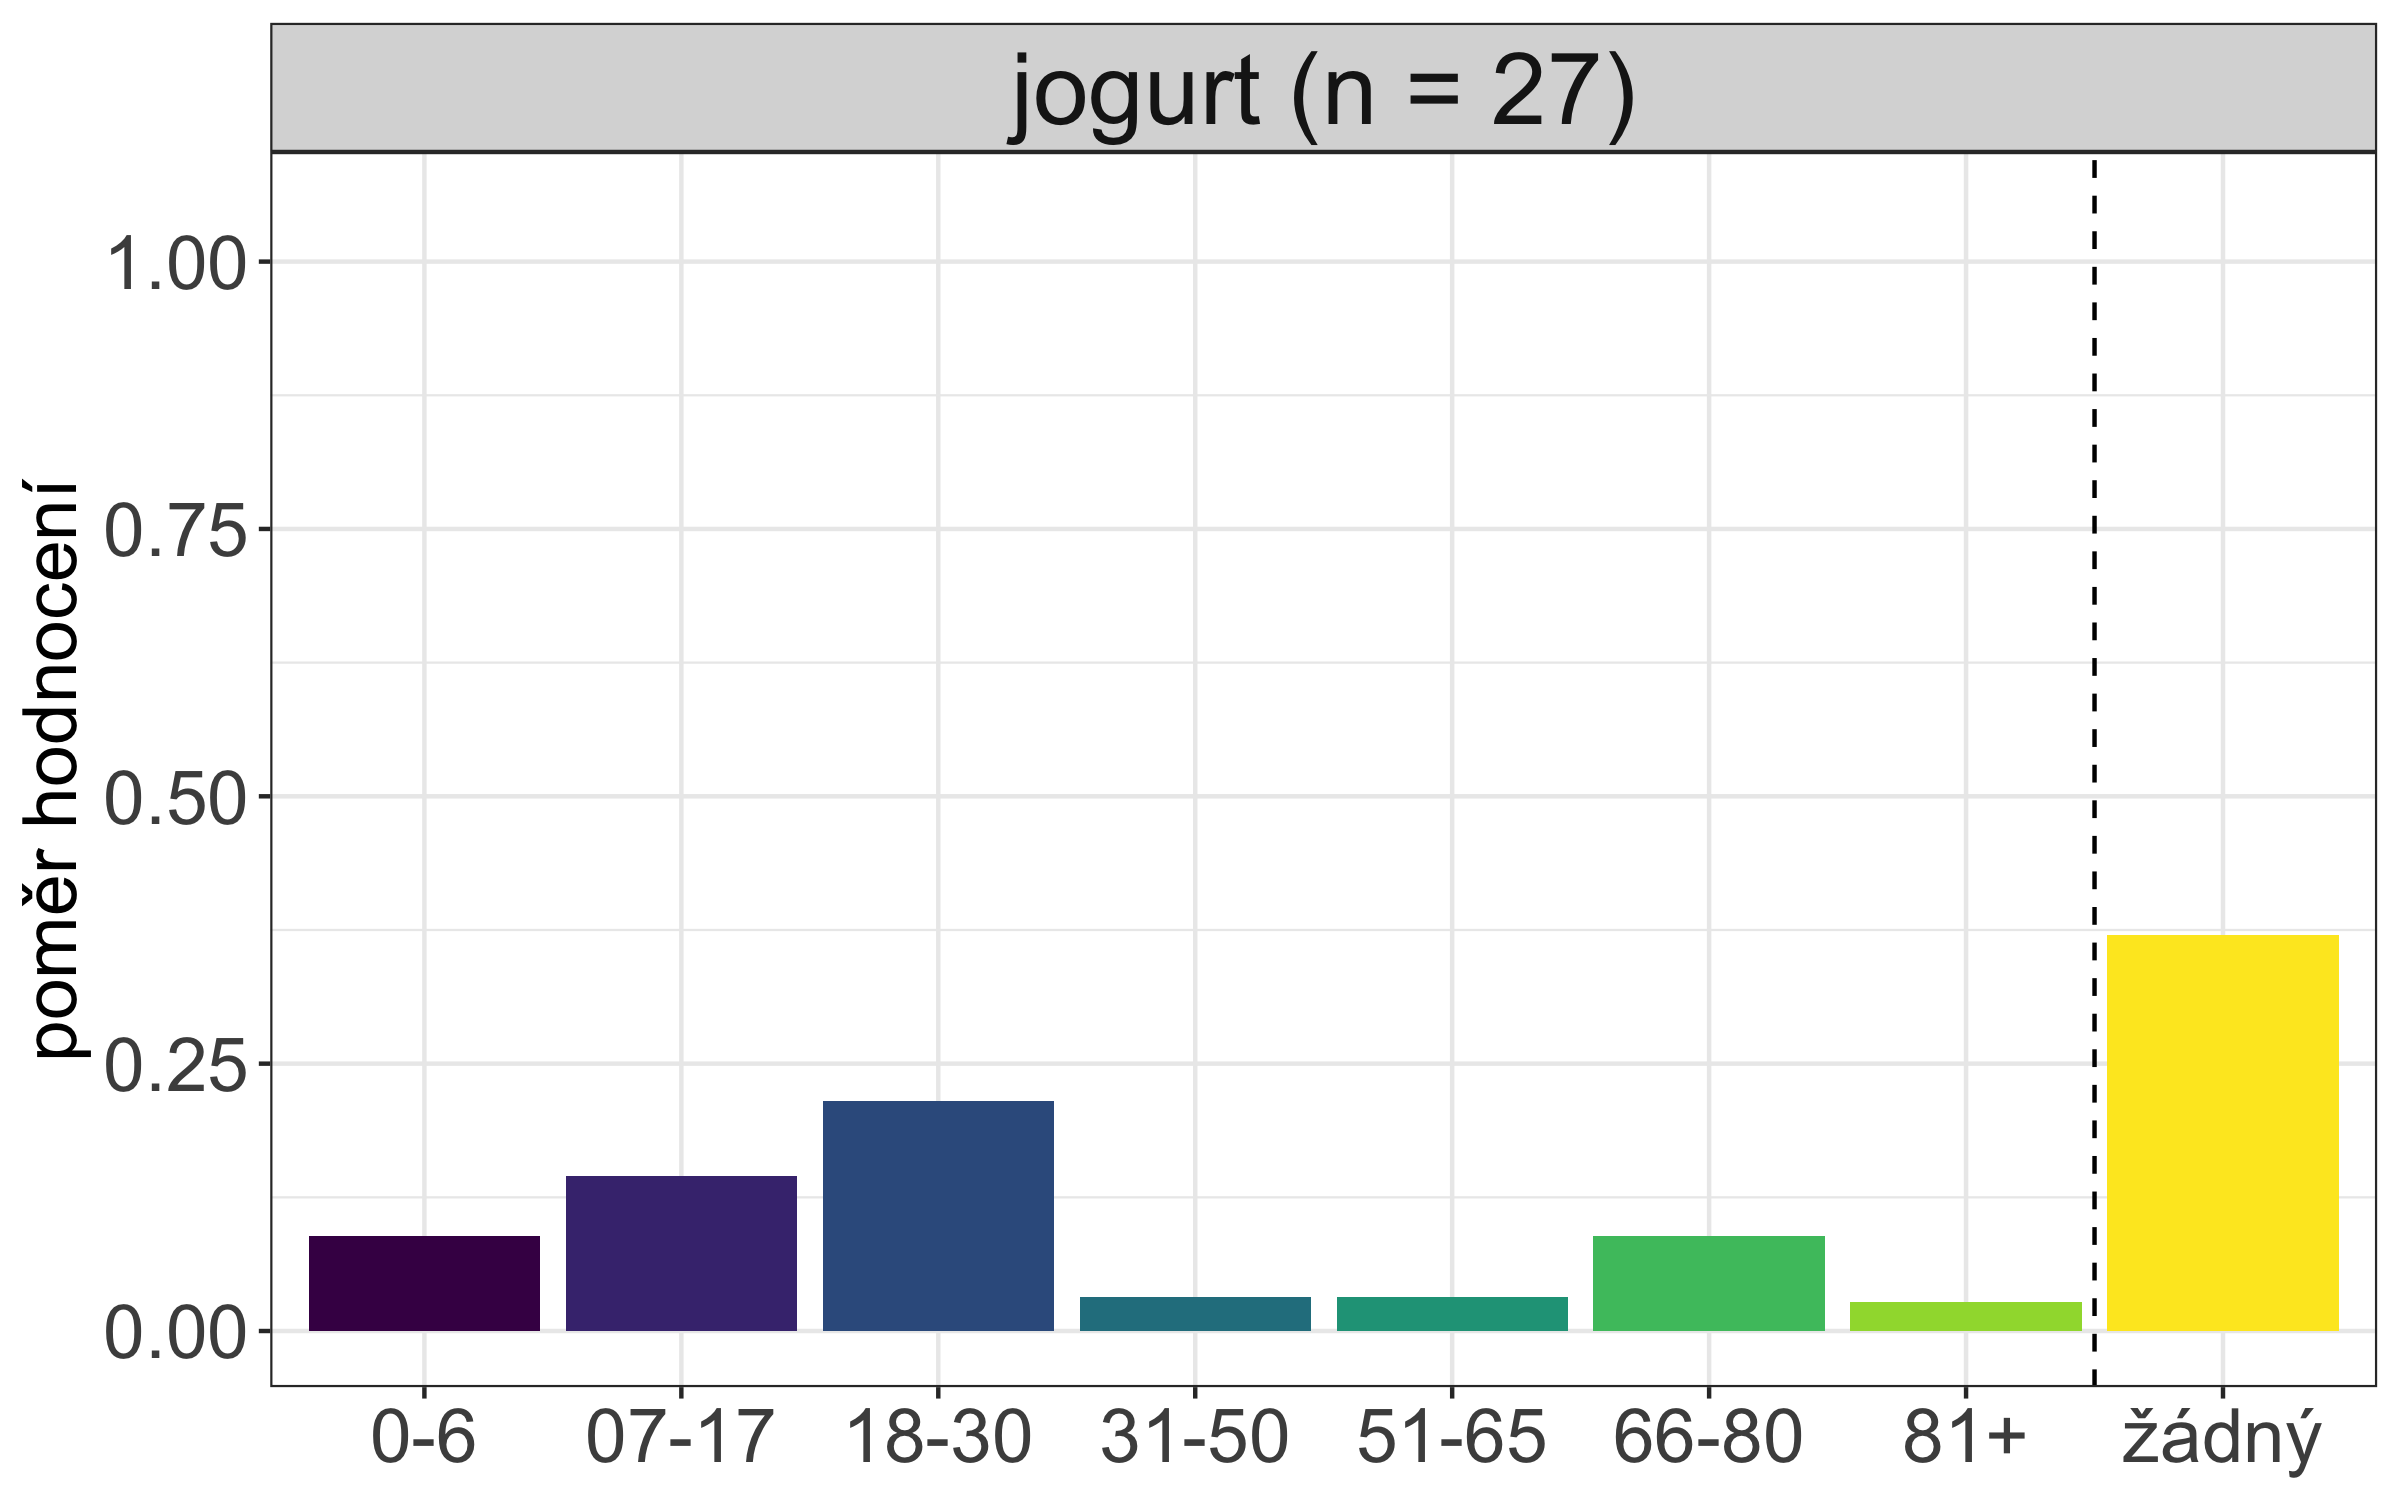 jogurt (n = 27)
poměr hodnocení
1.00
0.75
0.50
0.25
0.00
0-6 07-17 18-30 31-50 51-65 66-80 81+ žádný